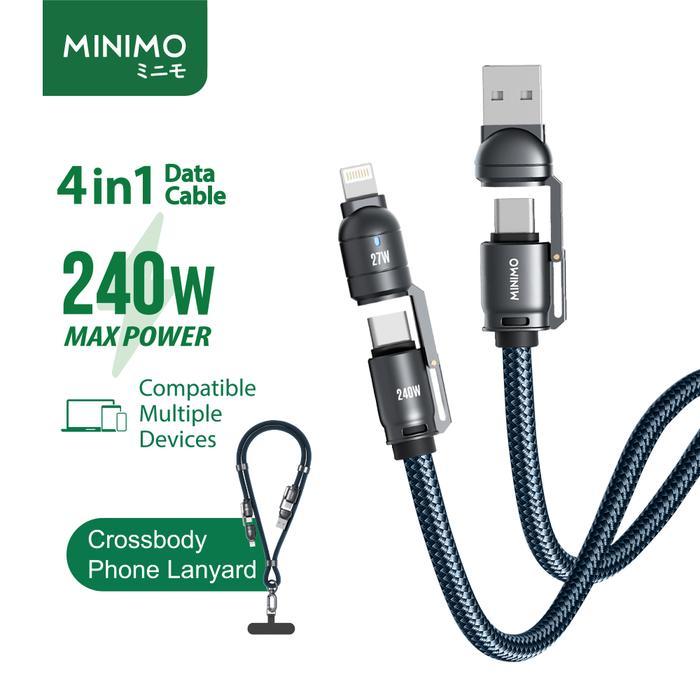 MINIMO
ミニモ
4in1 Data
Cable
240W
MAX POWER
Compatible
Multiple
Devices
Crossbody
Phone Lanyard
27W
240W
MINIMO